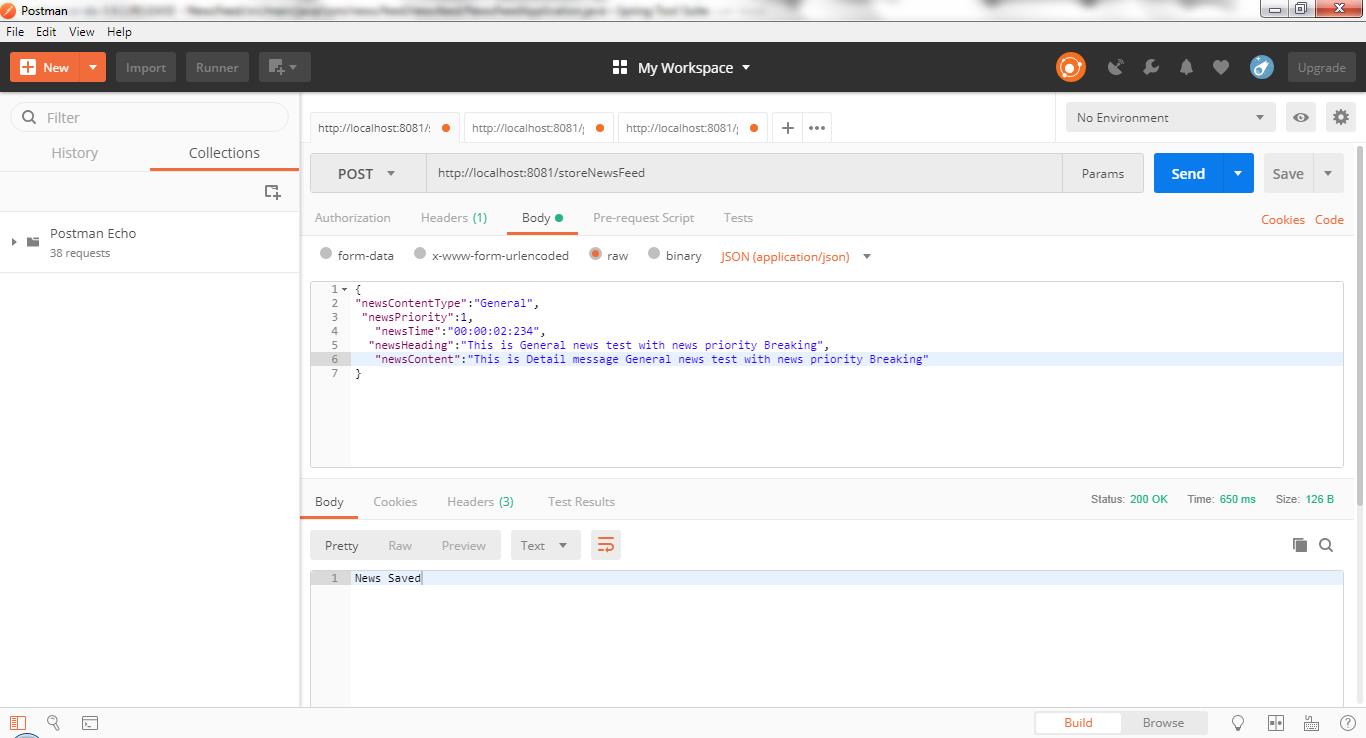 Postman
File Edit View Help
New Import Runner My Workspace Upgrade
Filter
History Collections
Postman Echo
38 requests
http://localhost:8081/ http://localhost:8081/ http://localhost:8081/ No Environment
POST http://localhost:8081/storeNewsFeed Params Send Save
Authorization Headers (1) Body Pre-request Script Tests Cookies Code
form-data x-www-form-urlencoded raw binary JSON (application/json)
1 {
2 "newsContentType":"General",
3 "newsPriority":1,
4 "newsTime":"00:00:02:234",
5 "newsHeading":"This is General news test with news priority Breaking",
6 "newsContent":"This is Detail message General news test with news priority Breaking"
7 }
Body Cookies Headers (3) Test Results Status: 200 OK Time: 650 ms Size: 126 B
Pretty Raw Preview Text
1 News Saved
Build Browse